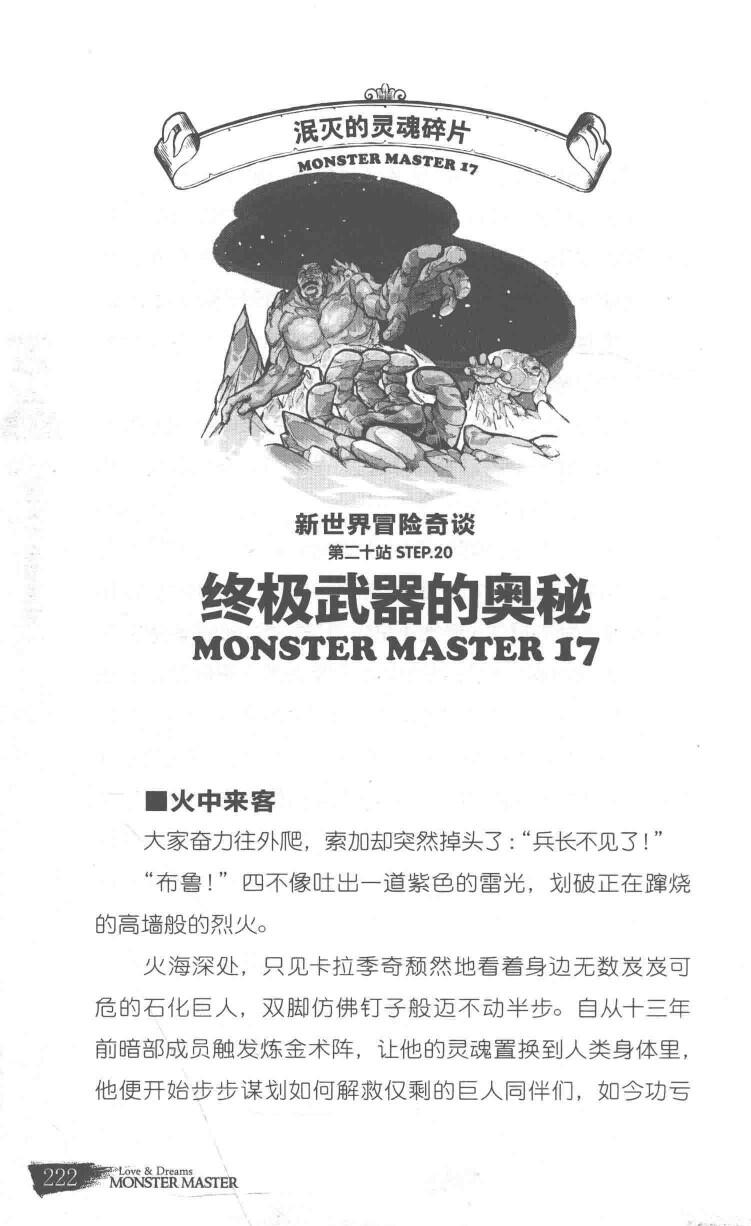 泯灭的灵魂碎片
MONSTER MASTER 17
新世界冒险奇谈
第二十站 STEP.20
终极武器的奥秘
MONSTER MASTER 17
■火中来客
大家奋力往外爬，索加却突然掉头了：“兵长不见了！”
“布鲁！”四不像吐出一道紫色的雷光，划破正在蹿烧
的高墙般的烈火。
火海深处，只见卡拉季奇颓然地看着身边无数岌岌可
危的石化巨人，双脚仿佛钉子般迈不动半步。自从十三年
前暗部成员触发炼金术阵，让他的灵魂置换到人类身体里，
他便开始步步谋划如何解救仅剩的巨人同伴们，如今功亏
222
Love & Dreams
MONSTER MASTER